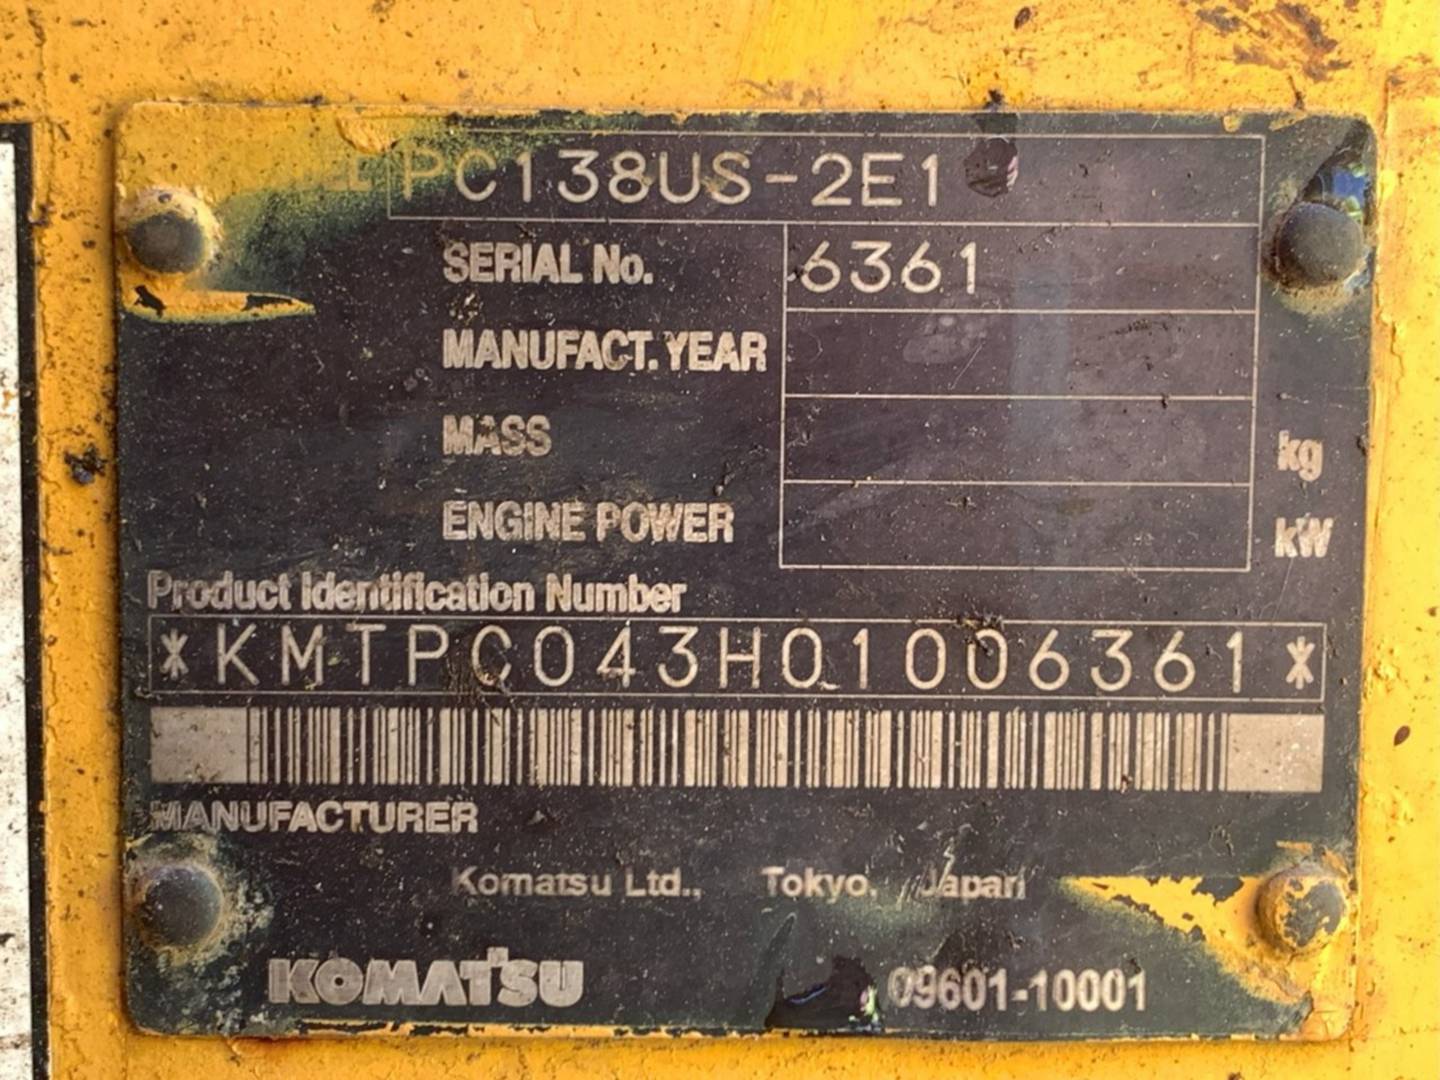 PC138US-2E1
SERIAL No. 6361
MANUFACT. YEAR
MASS kg
ENGINE POWER kW
Product Identification Number
*KMTPC043H01006361*
MANUFACTURER
Komatsu Ltd., Tokyo, Japan
KOMATSU 09601-10001